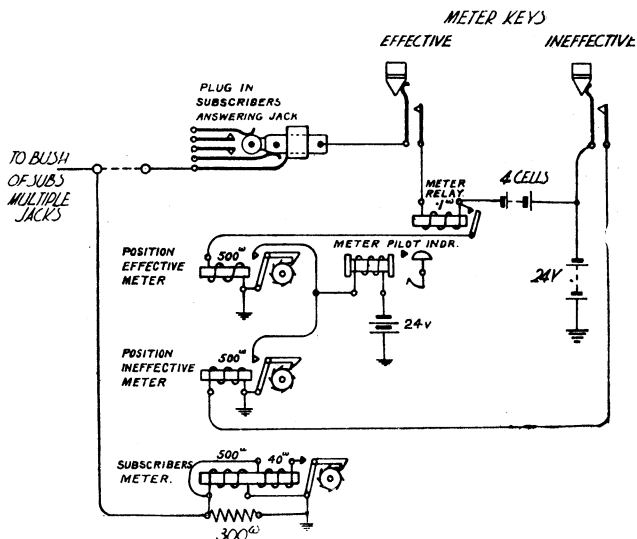 METER KEYS
EFFECTIVE
INEFFECTIVE
PLUG IN
SUBSCRIBERS
ANSWERING JACK
TO BUSH
OF SUBS
MULTIPLE
JACKS
METER
RELAY.
·1ω
4 CELLS
METER PILOT INDR.
POSITION
EFFECTIVE
METER
500ω
24V
24V
POSITION
INEFFECTIVE
METER
500ω
SUBSCRIBERS
METER.
500ω
40ω
300ω